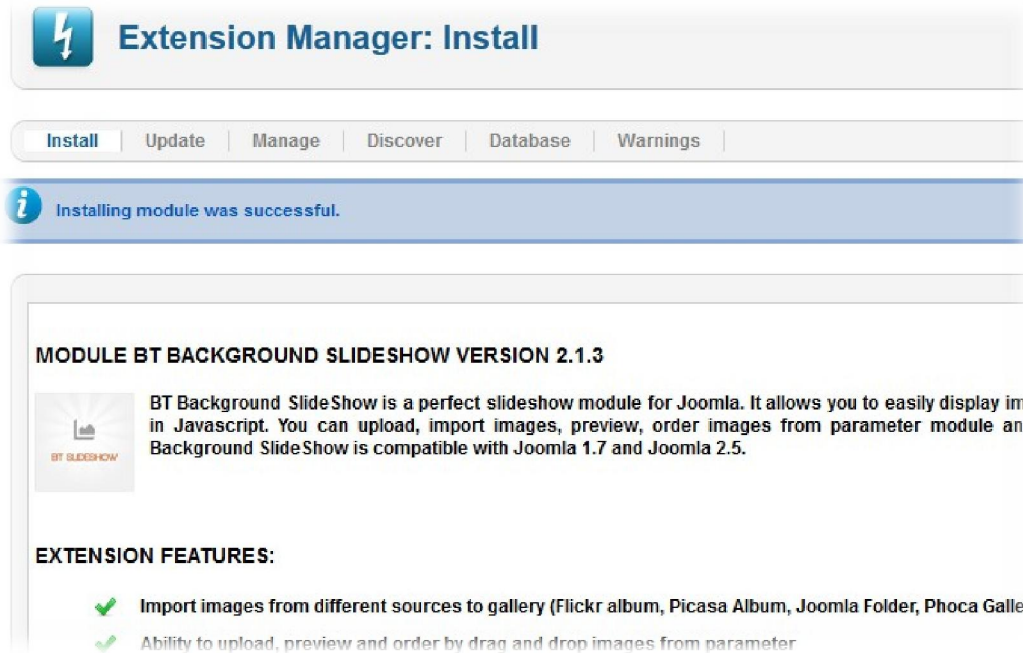 Extension Manager: Install
Install Update Manage Discover Database Warnings
Installing module was successful.
MODULE BT BACKGROUND SLIDESHOW VERSION 2.1.3
BT Background SlideShow is a perfect slideshow module for Joomla. It allows you to easily display im
in Javascript. You can upload, import images, preview, order images from parameter module an
Background SlideShow is compatible with Joomla 1.7 and Joomla 2.5.
BT SLIDESHOW
EXTENSION FEATURES:
Import images from different sources to gallery (Flickr album, Picasa Album, Joomla Folder, Phoca Galle
Ability to upload, preview and order by drag and drop images from parameter